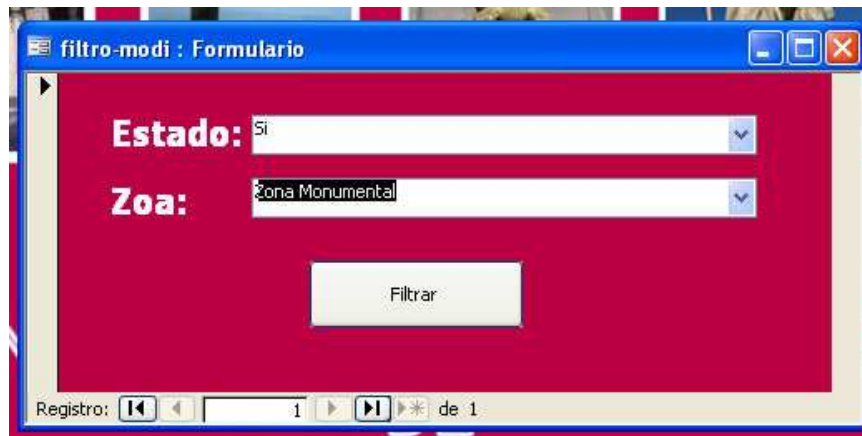 filtro-modi : Formulario
Estado: Si
Zoa: Zona Monumental
Filtrar
Registro: 1 de 1